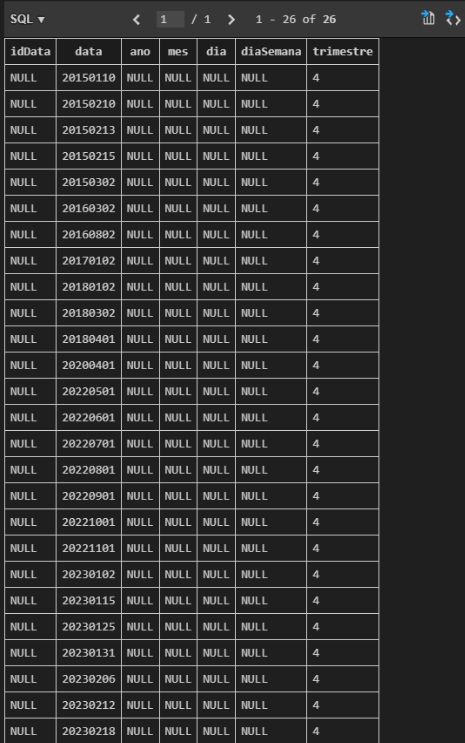 SQL ▾ < 1 / 1 > 1 - 26 of 26
idData data ano mes dia diaSemana trimestre
NULL 20150110 NULL NULL NULL NULL 4
NULL 20150210 NULL NULL NULL NULL 4
NULL 20150213 NULL NULL NULL NULL 4
NULL 20150215 NULL NULL NULL NULL 4
NULL 20150302 NULL NULL NULL NULL 4
NULL 20160302 NULL NULL NULL NULL 4
NULL 20160802 NULL NULL NULL NULL 4
NULL 20170102 NULL NULL NULL NULL 4
NULL 20180102 NULL NULL NULL NULL 4
NULL 20180302 NULL NULL NULL NULL 4
NULL 20180401 NULL NULL NULL NULL 4
NULL 20200401 NULL NULL NULL NULL 4
NULL 20220501 NULL NULL NULL NULL 4
NULL 20220601 NULL NULL NULL NULL 4
NULL 20220701 NULL NULL NULL NULL 4
NULL 20220801 NULL NULL NULL NULL 4
NULL 20220901 NULL NULL NULL NULL 4
NULL 20221001 NULL NULL NULL NULL 4
NULL 20221101 NULL NULL NULL NULL 4
NULL 20230102 NULL NULL NULL NULL 4
NULL 20230115 NULL NULL NULL NULL 4
NULL 20230125 NULL NULL NULL NULL 4
NULL 20230131 NULL NULL NULL NULL 4
NULL 20230206 NULL NULL NULL NULL 4
NULL 20230212 NULL NULL NULL NULL 4
NULL 20230218 NULL NULL NULL NULL 4